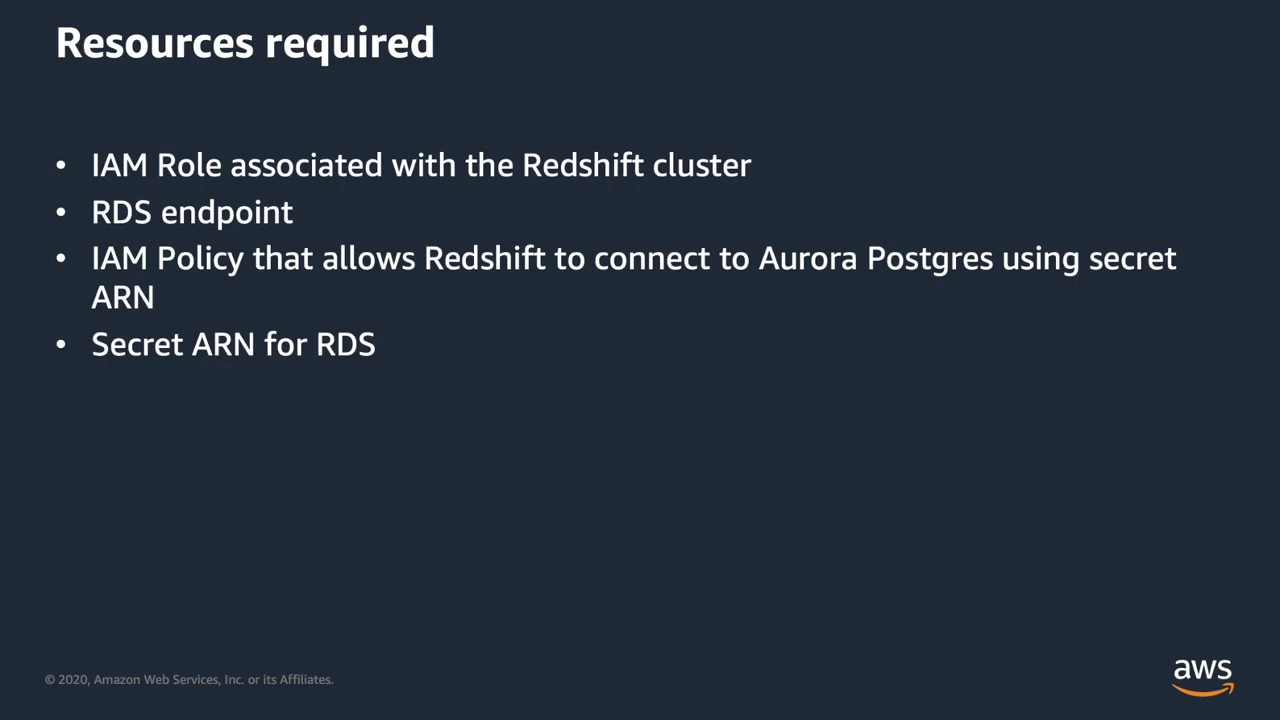 Resources required
• IAM Role associated with the Redshift cluster
• RDS endpoint
• IAM Policy that allows Redshift to connect to Aurora Postgres using secret
ARN
• Secret ARN for RDS
© 2020, Amazon Web Services, Inc. or its Affiliates.
aws